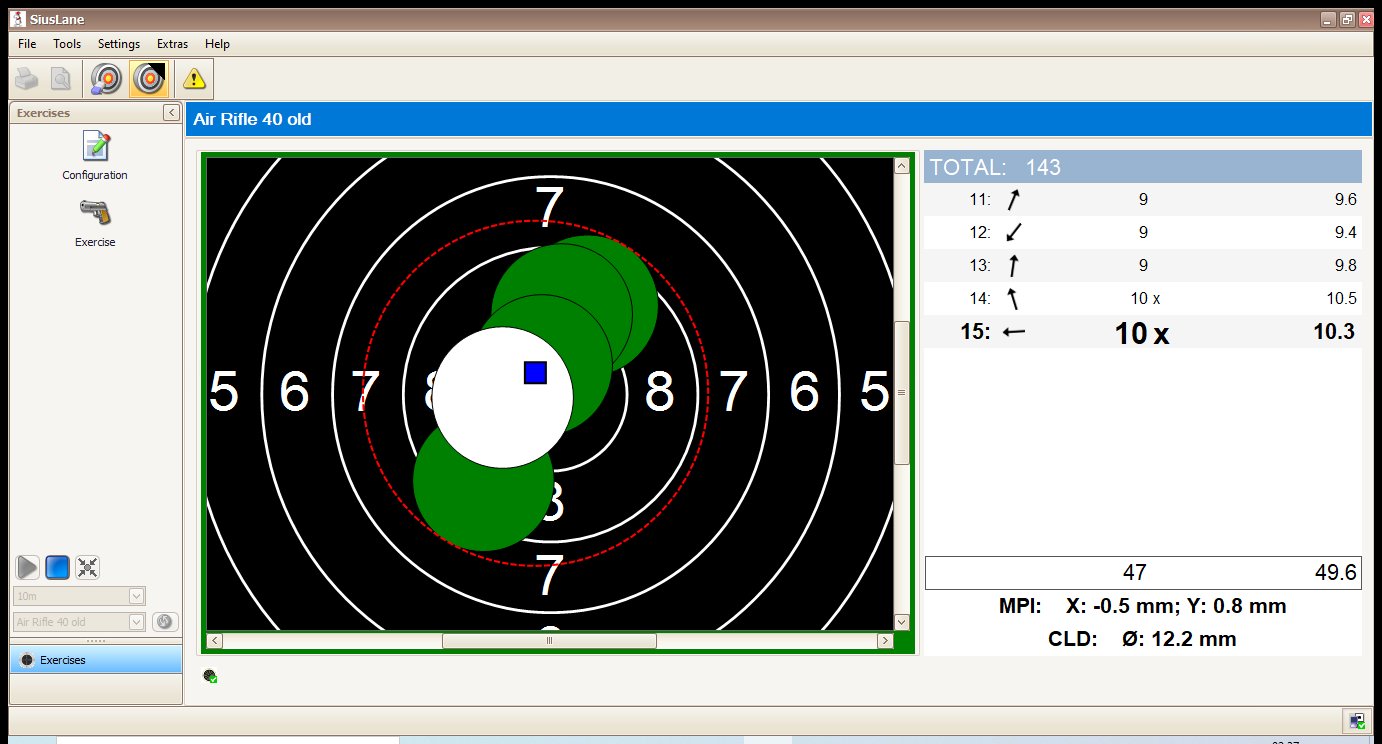 SiusLane
File Tools Settings Extras Help
Exercises
Configuration
Exercise
10m
Air Rifle 40 old
Exercises
Air Rifle 40 old
7
5 6 7 8 7 6 5
7
TOTAL: 143
11: 9 9.6
12: 9 9.4
13: 9 9.8
14: 10 x 10.5
15: 10 x 10.3
47 49.6
MPI: X: -0.5 mm; Y: 0.8 mm
CLD: Ø: 12.2 mm